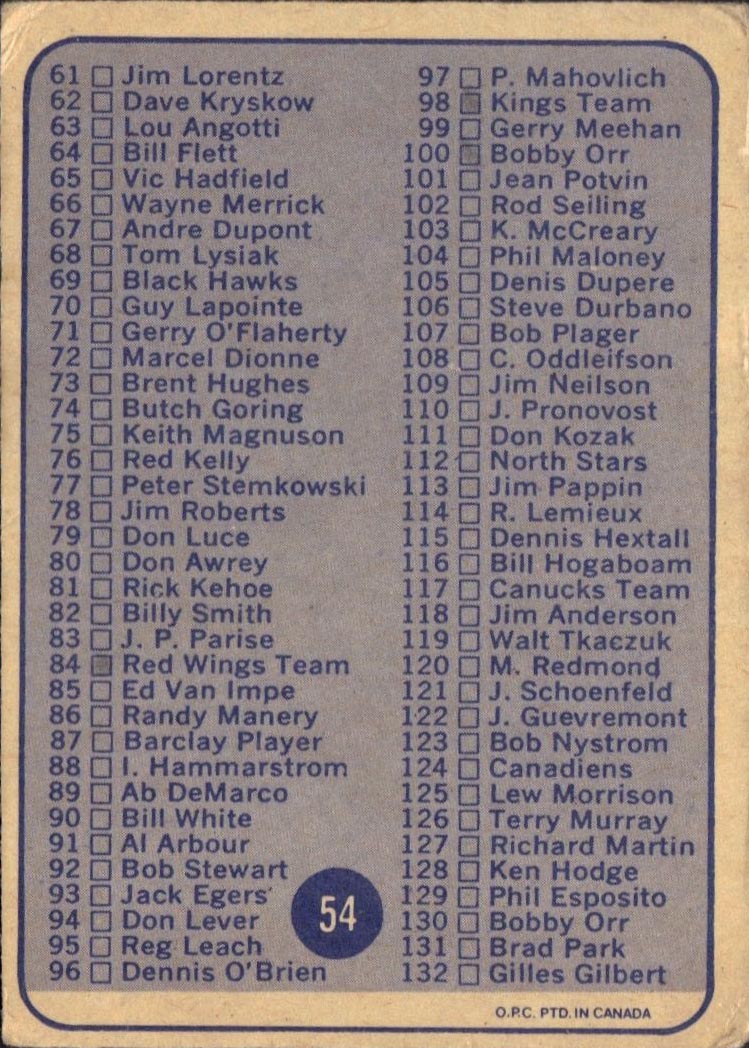 61 Jim Lorentz
62 Dave Kryskow
63 Lou Angotti
64 Bill Flett
65 Vic Hadfield
66 Wayne Merrick
67 Andre Dupont
68 Tom Lysiak
69 Black Hawks
70 Guy Lapointe
71 Gerry O'Flaherty
72 Marcel Dionne
73 Brent Hughes
74 Butch Goring
75 Keith Magnuson
76 Red Kelly
77 Peter Stemkowski
78 Jim Roberts
79 Don Luce
80 Don Awrey
81 Rick Kehoe
82 Billy Smith
83 J. P. Parise
84 Red Wings Team
85 Ed Van Impe
86 Randy Manery
87 Barclay Player
88 I. Hammarstrom
89 Ab DeMarco
90 Bill White
91 Al Arbour
92 Bob Stewart
93 Jack Egers
94 Don Lever
95 Reg Leach
96 Dennis O'Brien
97 P. Mahovlich
98 Kings Team
99 Gerry Meehan
100 Bobby Orr
101 Jean Potvin
102 Rod Seiling
103 K. McCreary
104 Phil Maloney
105 Denis Dupere
106 Steve Durbano
107 Bob Plager
108 C. Oddleifson
109 Jim Neilson
110 J. Pronovost
111 Don Kozak
112 North Stars
113 Jim Pappin
114 R. Lemieux
115 Dennis Hextall
116 Bill Hogaboam
117 Canucks Team
118 Jim Anderson
119 Walt Tkaczuk
120 M. Redmond
121 J. Schoenfeld
122 J. Guevremont
123 Bob Nystrom
124 Canadiens
125 Lew Morrison
126 Terry Murray
127 Richard Martin
128 Ken Hodge
129 Phil Esposito
130 Bobby Orr
131 Brad Park
132 Gilles Gilbert
54
O.P.C. PTD. IN CANADA